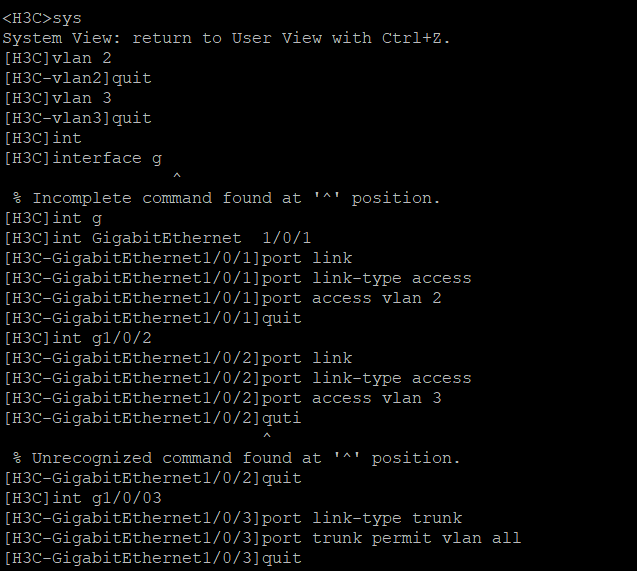 <H3C>sys
System View: return to User View with Ctrl+Z.
[H3C]vlan 2
[H3C-vlan2]quit
[H3C]vlan 3
[H3C-vlan3]quit
[H3C]int
[H3C]interface g
^
% Incomplete command found at '^' position.
[H3C]int g
[H3C]int GigabitEthernet  1/0/1
[H3C-GigabitEthernet1/0/1]port link
[H3C-GigabitEthernet1/0/1]port link-type access
[H3C-GigabitEthernet1/0/1]port access vlan 2
[H3C-GigabitEthernet1/0/1]quit
[H3C]int g1/0/2
[H3C-GigabitEthernet1/0/2]port link
[H3C-GigabitEthernet1/0/2]port link-type access
[H3C-GigabitEthernet1/0/2]port access vlan 3
[H3C-GigabitEthernet1/0/2]quti
^
% Unrecognized command found at '^' position.
[H3C-GigabitEthernet1/0/2]quit
[H3C]int g1/0/03
[H3C-GigabitEthernet1/0/3]port link-type trunk
[H3C-GigabitEthernet1/0/3]port trunk permit vlan all
[H3C-GigabitEthernet1/0/3]quit